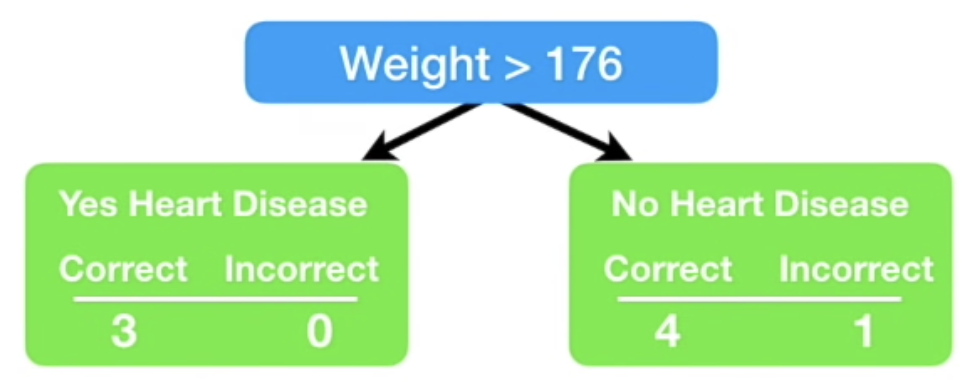 Weight > 176
Yes Heart Disease
Correct Incorrect
3 0
No Heart Disease
Correct Incorrect
4 1